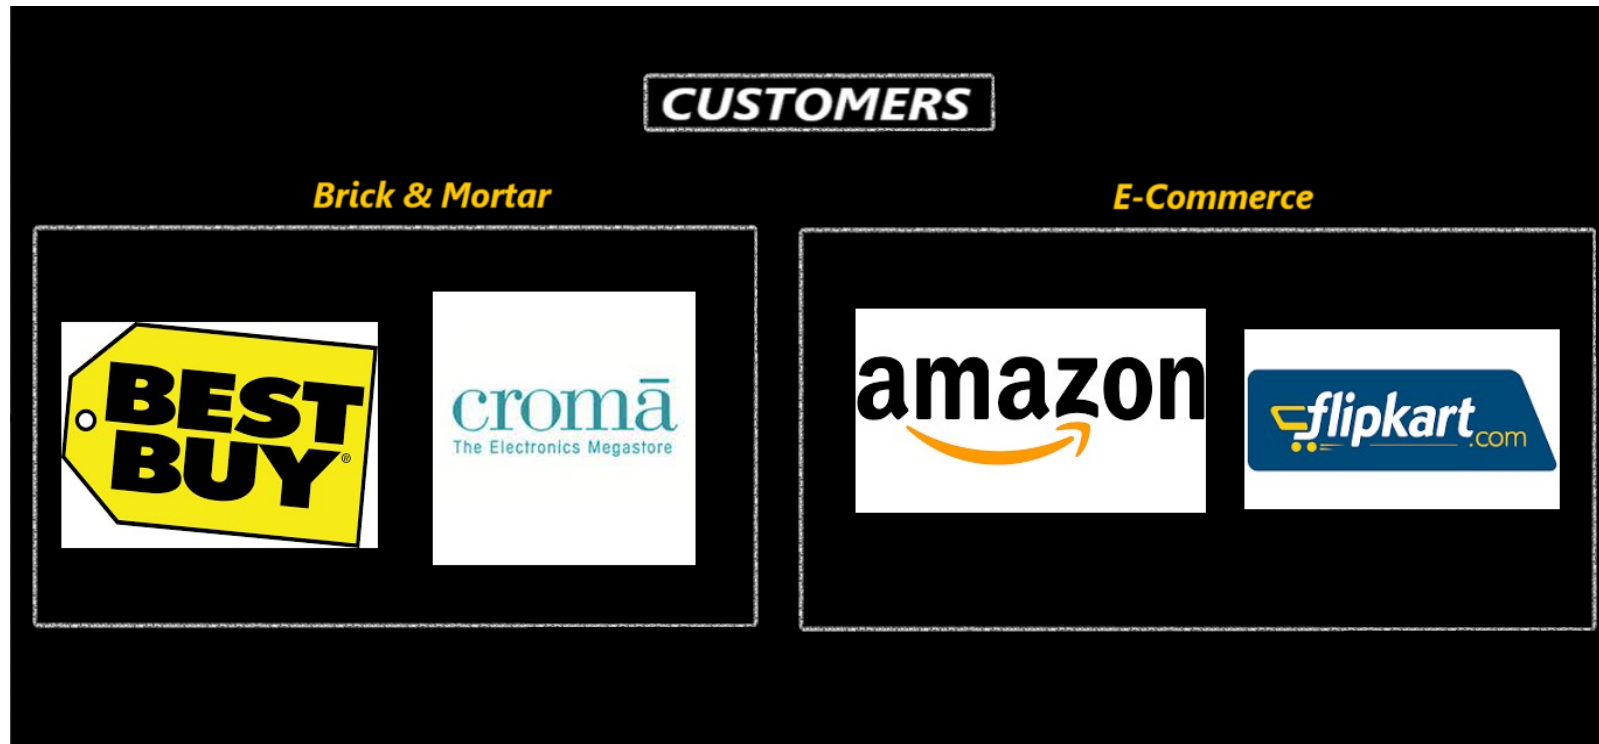 CUSTOMERS
Brick & Mortar
BEST
BUY®
cromā
The Electronics Megastore
E-Commerce
amazon
flipkart
.com